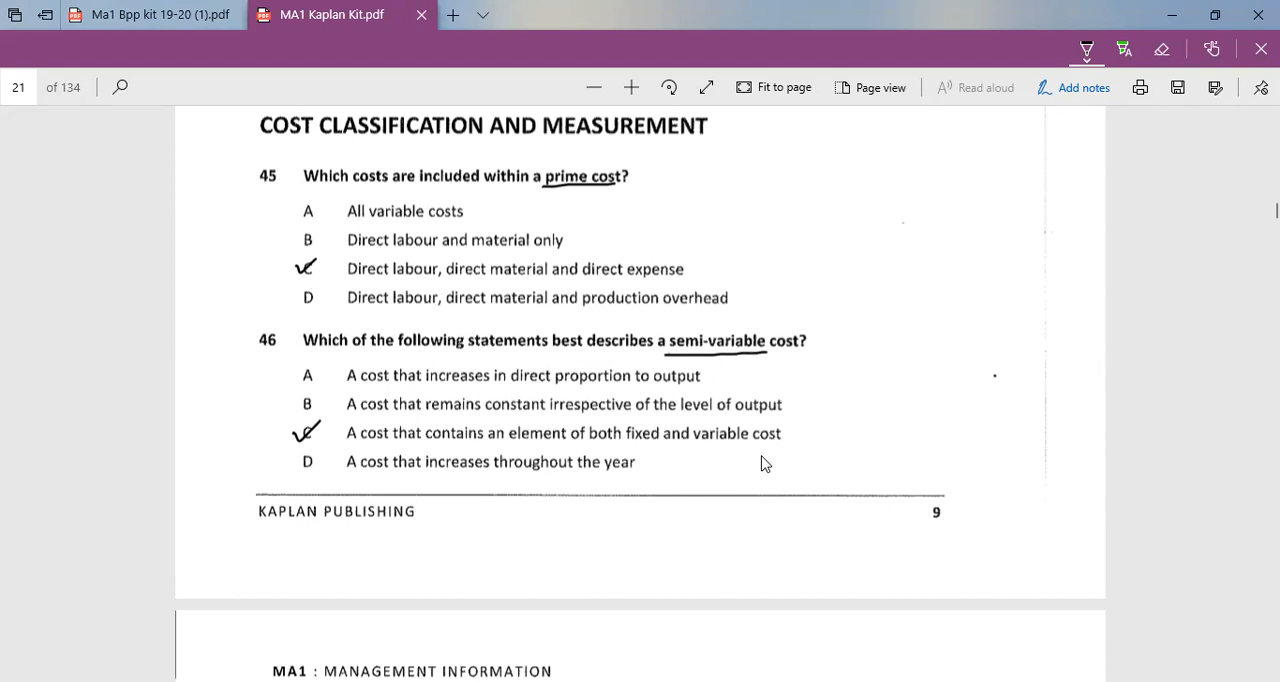 Ma1 Bpp kit 19-20 (1).pdf
MA1 Kaplan Kit.pdf
21 of 134
Fit to page
Page view
Read aloud
Add notes
COST CLASSIFICATION AND MEASUREMENT
45 Which costs are included within a prime cost?
A All variable costs
B Direct labour and material only
C Direct labour, direct material and direct expense
D Direct labour, direct material and production overhead
46 Which of the following statements best describes a semi-variable cost?
A A cost that increases in direct proportion to output
B A cost that remains constant irrespective of the level of output
C A cost that contains an element of both fixed and variable cost
D A cost that increases throughout the year
KAPLAN PUBLISHING 9
MA1 : MANAGEMENT INFORMATION